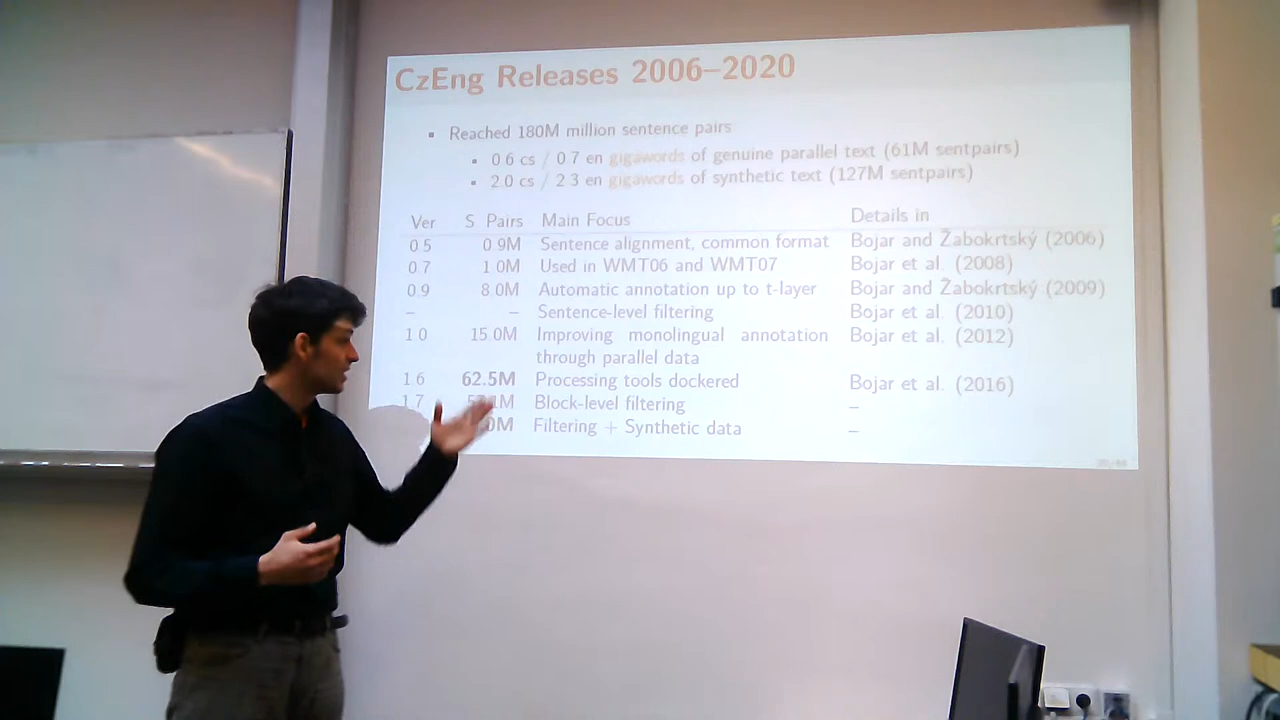 CzEng Releases 2006–2020
▪ Reached 180M million sentence pairs
• 0.6 cs / 0.7 en gigawords of genuine parallel text (61M sentpairs)
▪ 2.0 cs / 2.3 en gigawords of synthetic text (127M sentpairs)
Ver S. Pairs Main Focus Details in
0.5 0.9M Sentence alignment, common format Bojar and Žabokrtský (2006)
0.7 1.0M Used in WMT06 and WMT07 Bojar et al. (2008)
0.9 8.0M Automatic annotation up to t-layer Bojar and Žabokrtský (2009)
– – Sentence-level filtering Bojar et al. (2010)
1.0 15.0M Improving monolingual annotation Bojar et al. (2012)
through parallel data
1.6 62.5M Processing tools dockered Bojar et al. (2016)
1.7 Block-level filtering –
Filtering + Synthetic data –